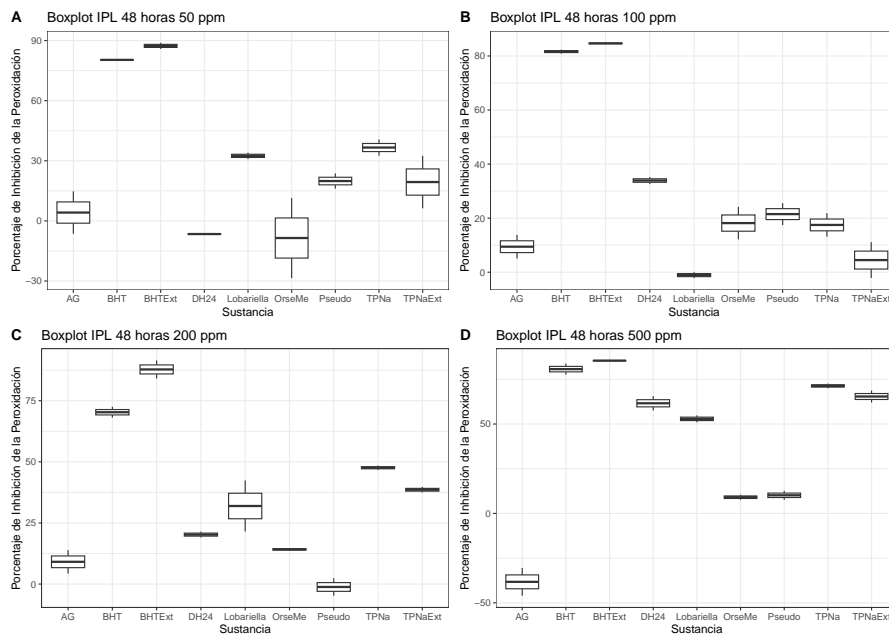 A Boxplot IPL 48 horas 50 ppm
Porcentaje de Inhibición de la Peroxidación
90
60
30
0
−30
AG BHT BHTExt DH24 Lobariella OrseMe Pseudo TPNa TPNaExt
Sustancia
B Boxplot IPL 48 horas 100 ppm
Porcentaje de Inhibición de la Peroxidación
80
60
40
20
0
AG BHT BHTExt DH24 Lobariella OrseMe Pseudo TPNa TPNaExt
Sustancia
C Boxplot IPL 48 horas 200 ppm
Porcentaje de Inhibición de la Peroxidación
75
50
25
0
AG BHT BHTExt DH24 Lobariella OrseMe Pseudo TPNa TPNaExt
Sustancia
D Boxplot IPL 48 horas 500 ppm
Porcentaje de Inhibición de la Peroxidación
50
0
−50
AG BHT BHTExt DH24 Lobariella OrseMe Pseudo TPNa TPNaExt
Sustancia